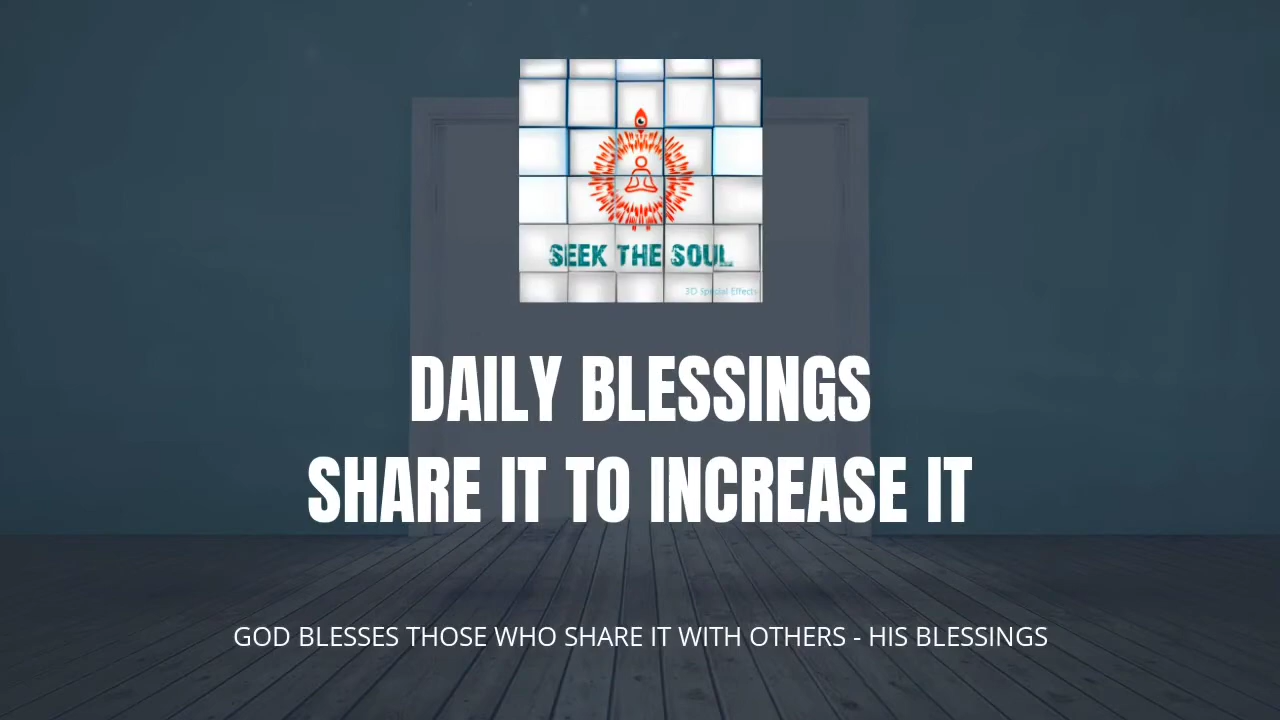 SEEK THE SOUL
3D Special Effects
DAILY BLESSINGS
SHARE IT TO INCREASE IT
GOD BLESSES THOSE WHO SHARE IT WITH OTHERS - HIS BLESSINGS